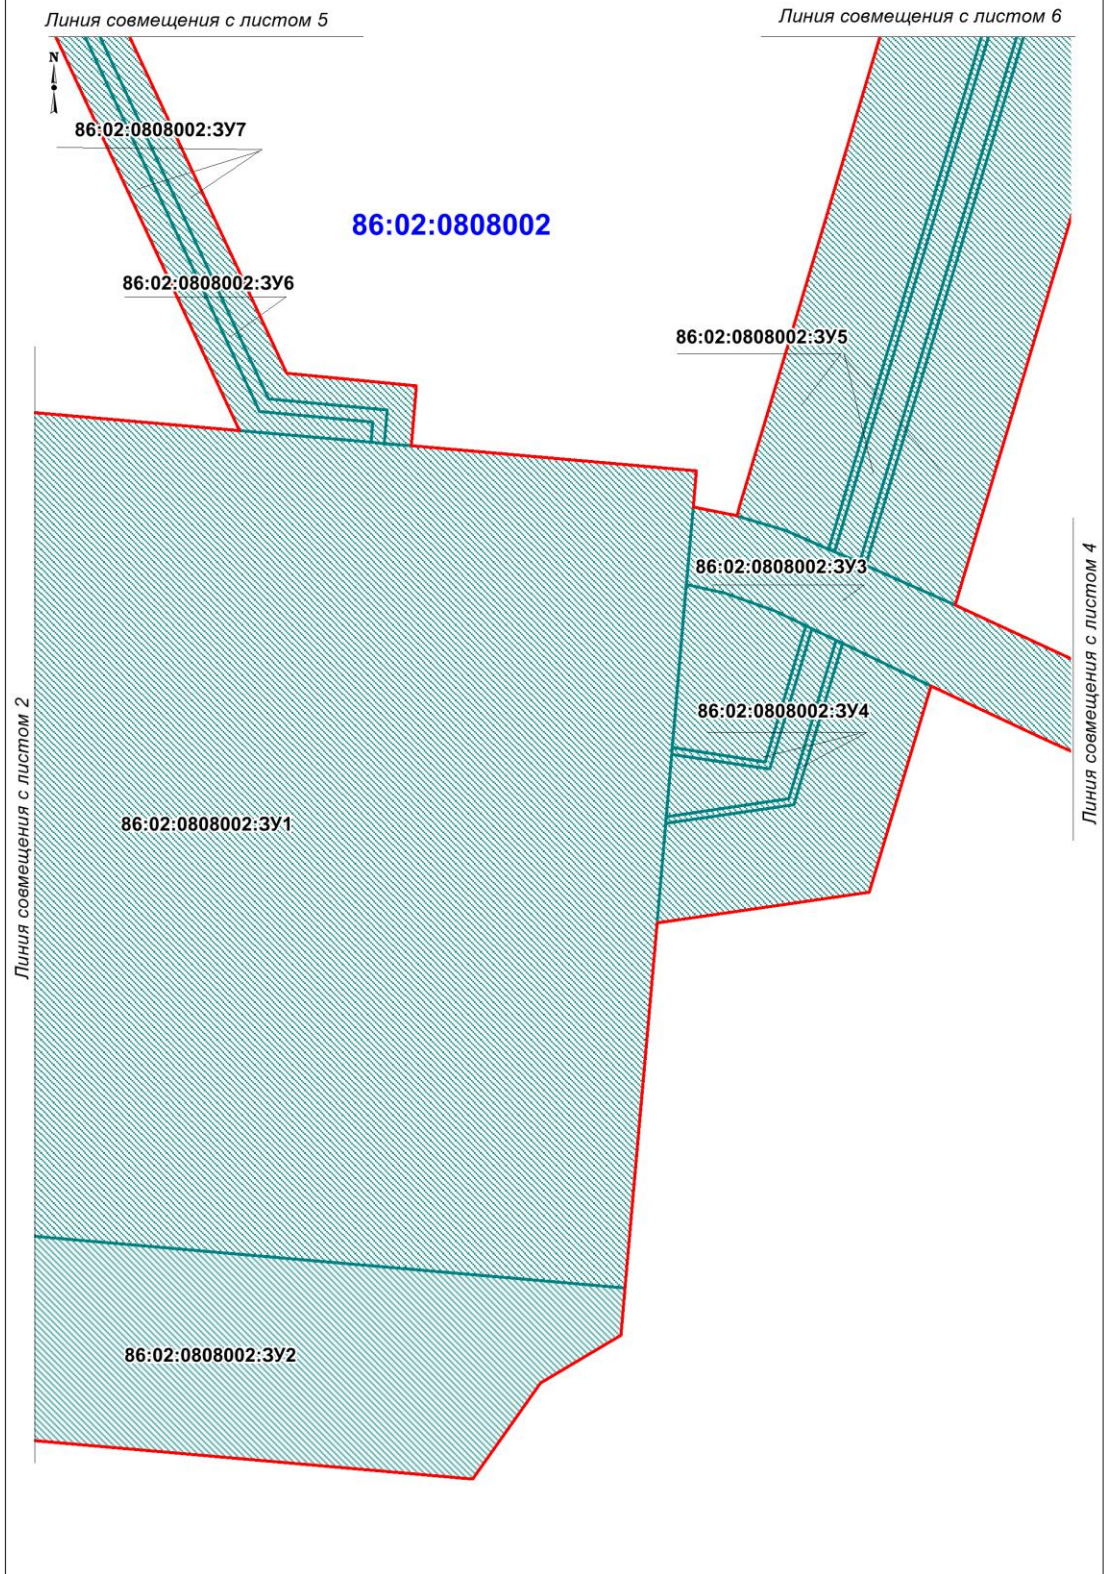 Линия совмещения с листом 5
Линия совмещения с листом 6
N
86:02:0808002:ЗУ7
86:02:0808002
86:02:0808002:ЗУ6
86:02:0808002:ЗУ5
86:02:0808002:ЗУ3
Линия совмещения с листом 4
86:02:0808002:ЗУ4
Линия совмещения с листом 2
86:02:0808002:ЗУ1
86:02:0808002:ЗУ2